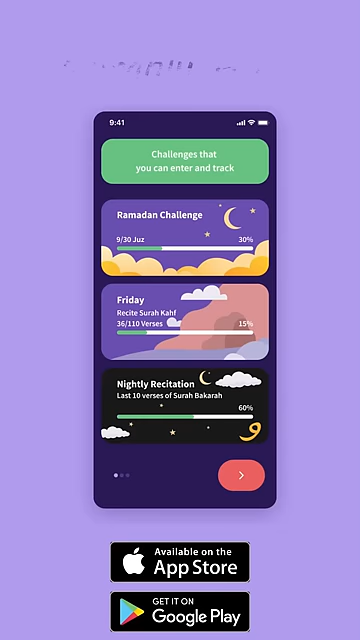 9:41
Challenges that
you can enter and track
Ramadan Challenge
9/30 Juz 30%
Friday
Recite Surah Kahf
36/110 Verses 15%
Nightly Recitation
Last 10 verses of Surah Bakarah
60%
Available on the
App Store
GET IT ON
Google Play